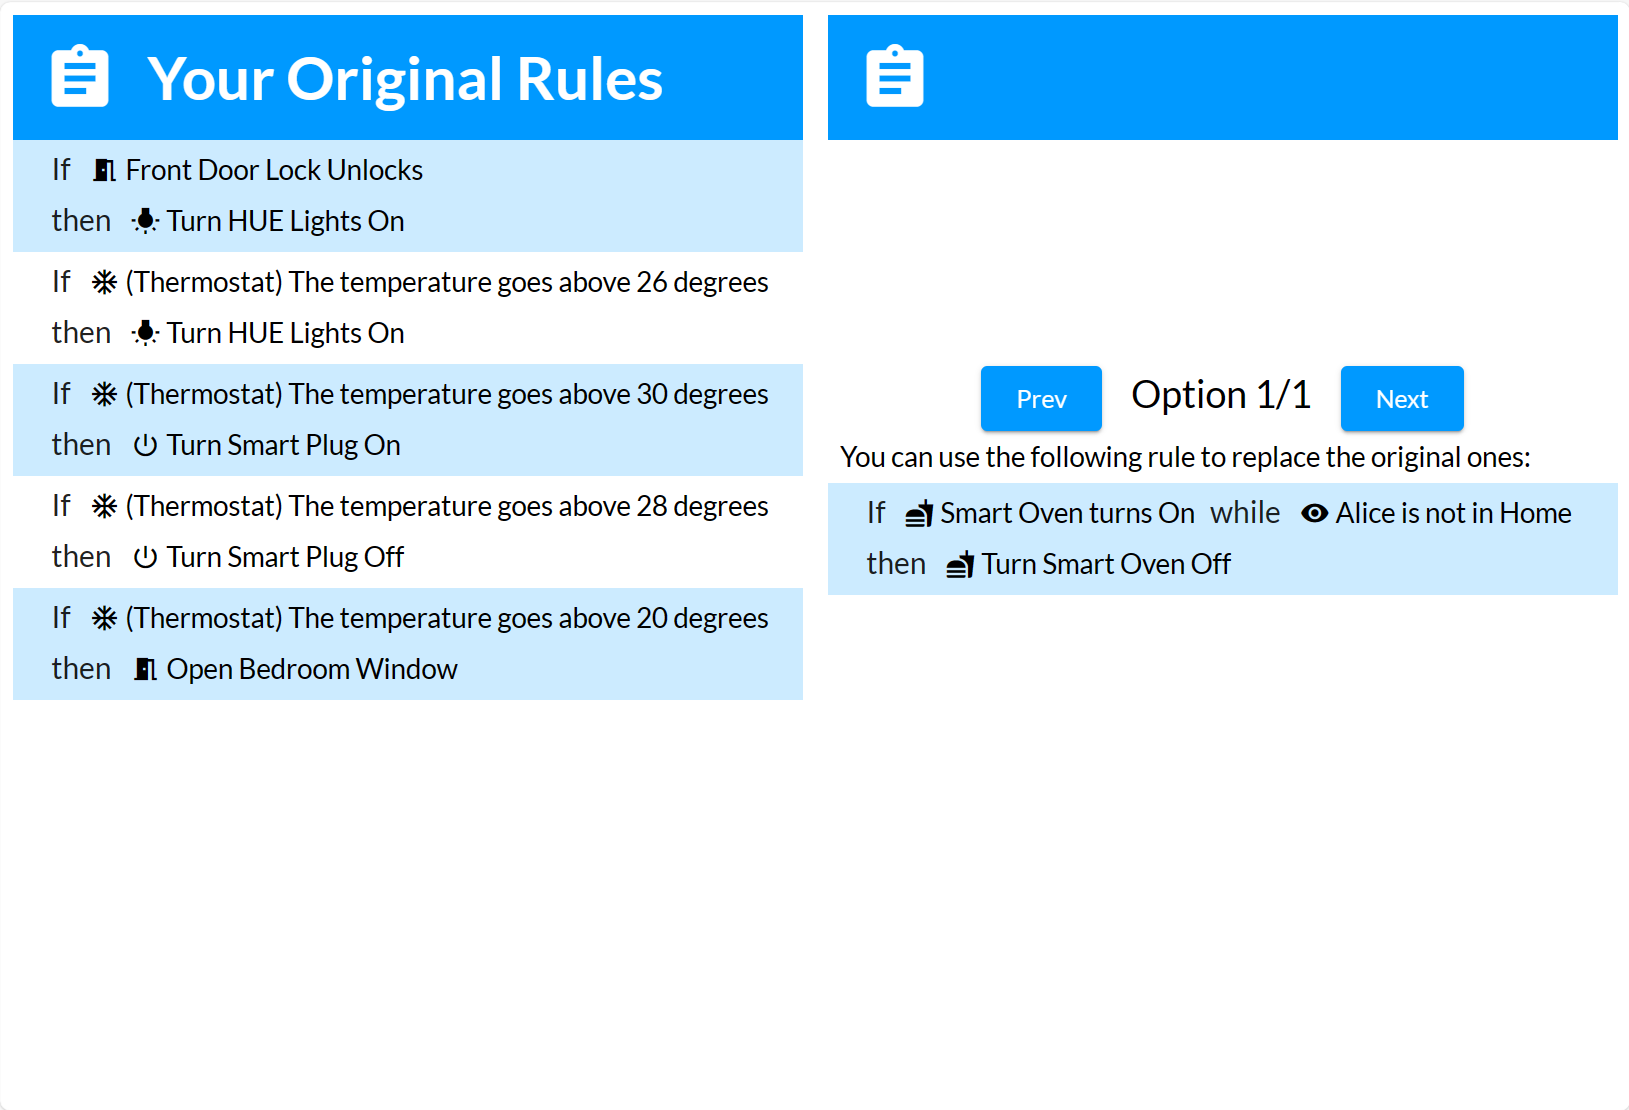 Your Original Rules
If Front Door Lock Unlocks
then Turn HUE Lights On
If (Thermostat) The temperature goes above 26 degrees
then Turn HUE Lights On
If (Thermostat) The temperature goes above 30 degrees
then Turn Smart Plug On
If (Thermostat) The temperature goes above 28 degrees
then Turn Smart Plug Off
If (Thermostat) The temperature goes above 20 degrees
then Open Bedroom Window
Prev Option 1/1 Next
You can use the following rule to replace the original ones:
If Smart Oven turns On while Alice is not in Home
then Turn Smart Oven Off